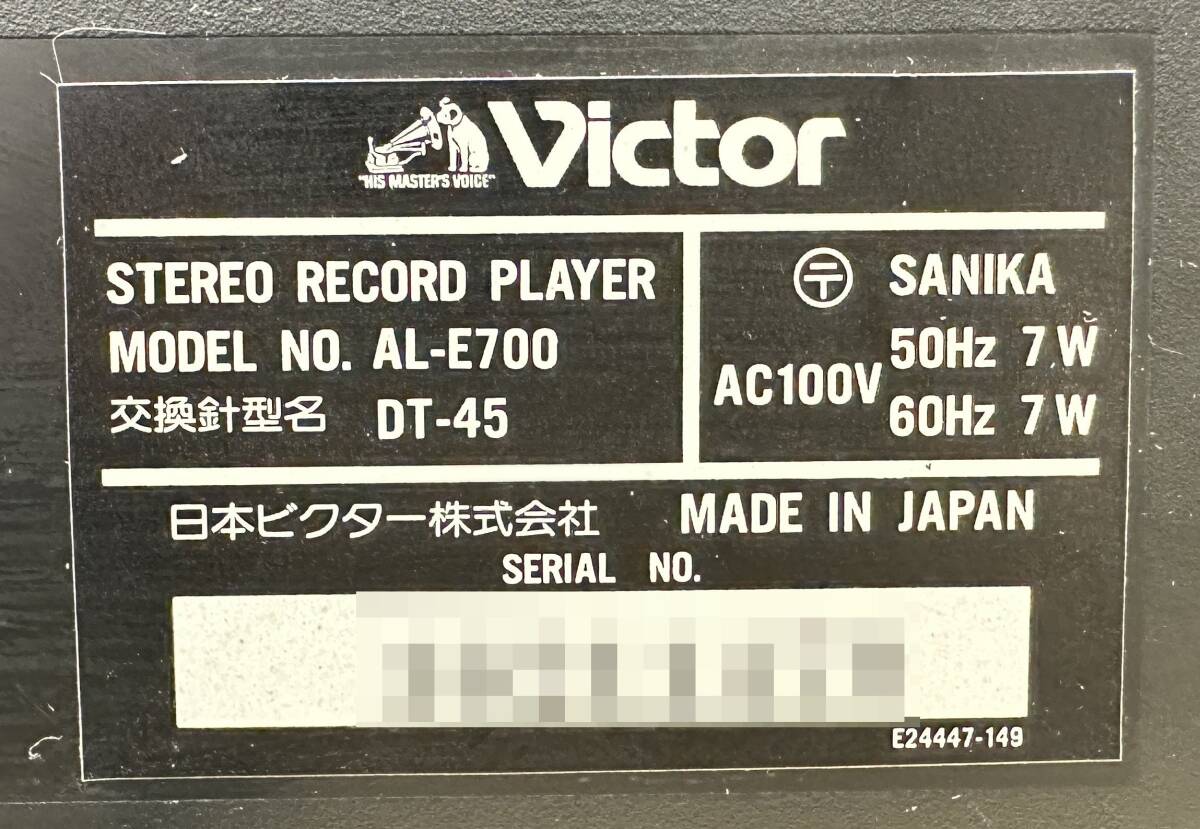 "HIS MASTER'S VOICE"
Victor
STEREO RECORD PLAYER
MODEL NO. AL-E700
交換針型名 DT-45
〒 SANIKA
AC100V
50Hz 7W
60Hz 7W
日本ビクター株式会社 MADE IN JAPAN
SERIAL NO.
E24447-149